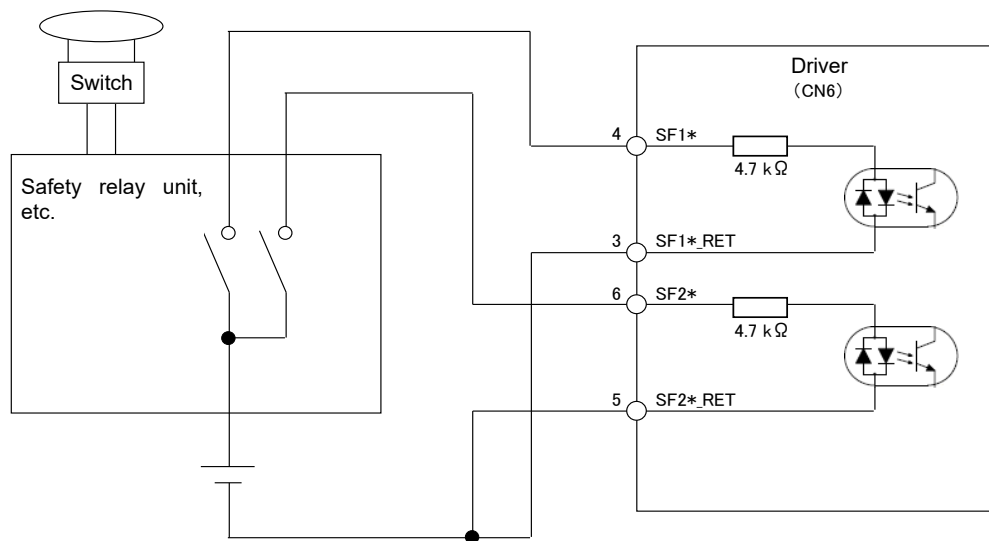 Switch
Safety relay unit,
etc.
Driver
（CN6）
4
SF1*
4.7 kΩ
3
SF1*_RET
6
SF2*
4.7 kΩ
5
SF2*_RET